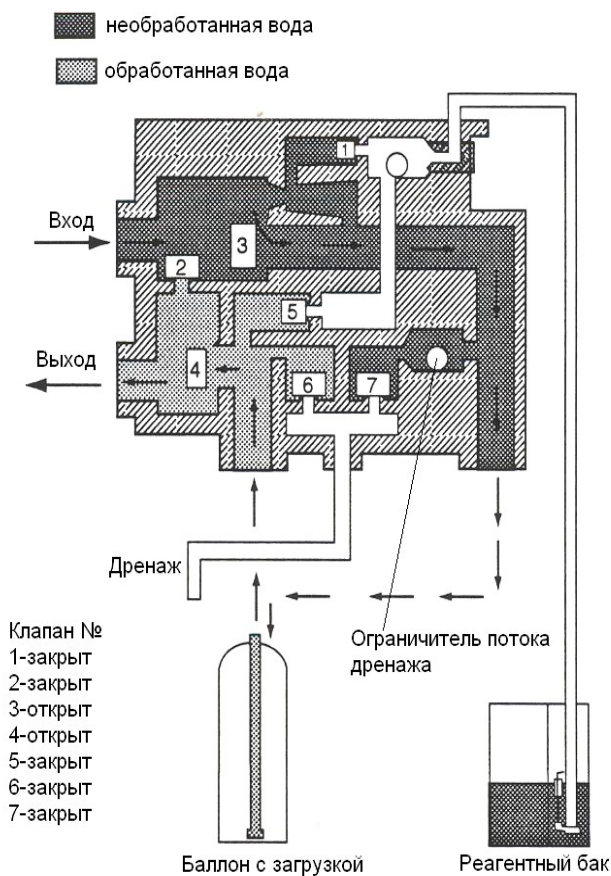 необработанная вода
обработанная вода
1
Вход
3
2
5
Выход
4
6
7
Дренаж
Ограничитель потока
дренажа
Клапан №
1-закрыт
2-закрыт
3-открыт
4-открыт
5-закрыт
6-закрыт
7-закрыт
Баллон с загрузкой
Реагентный бак